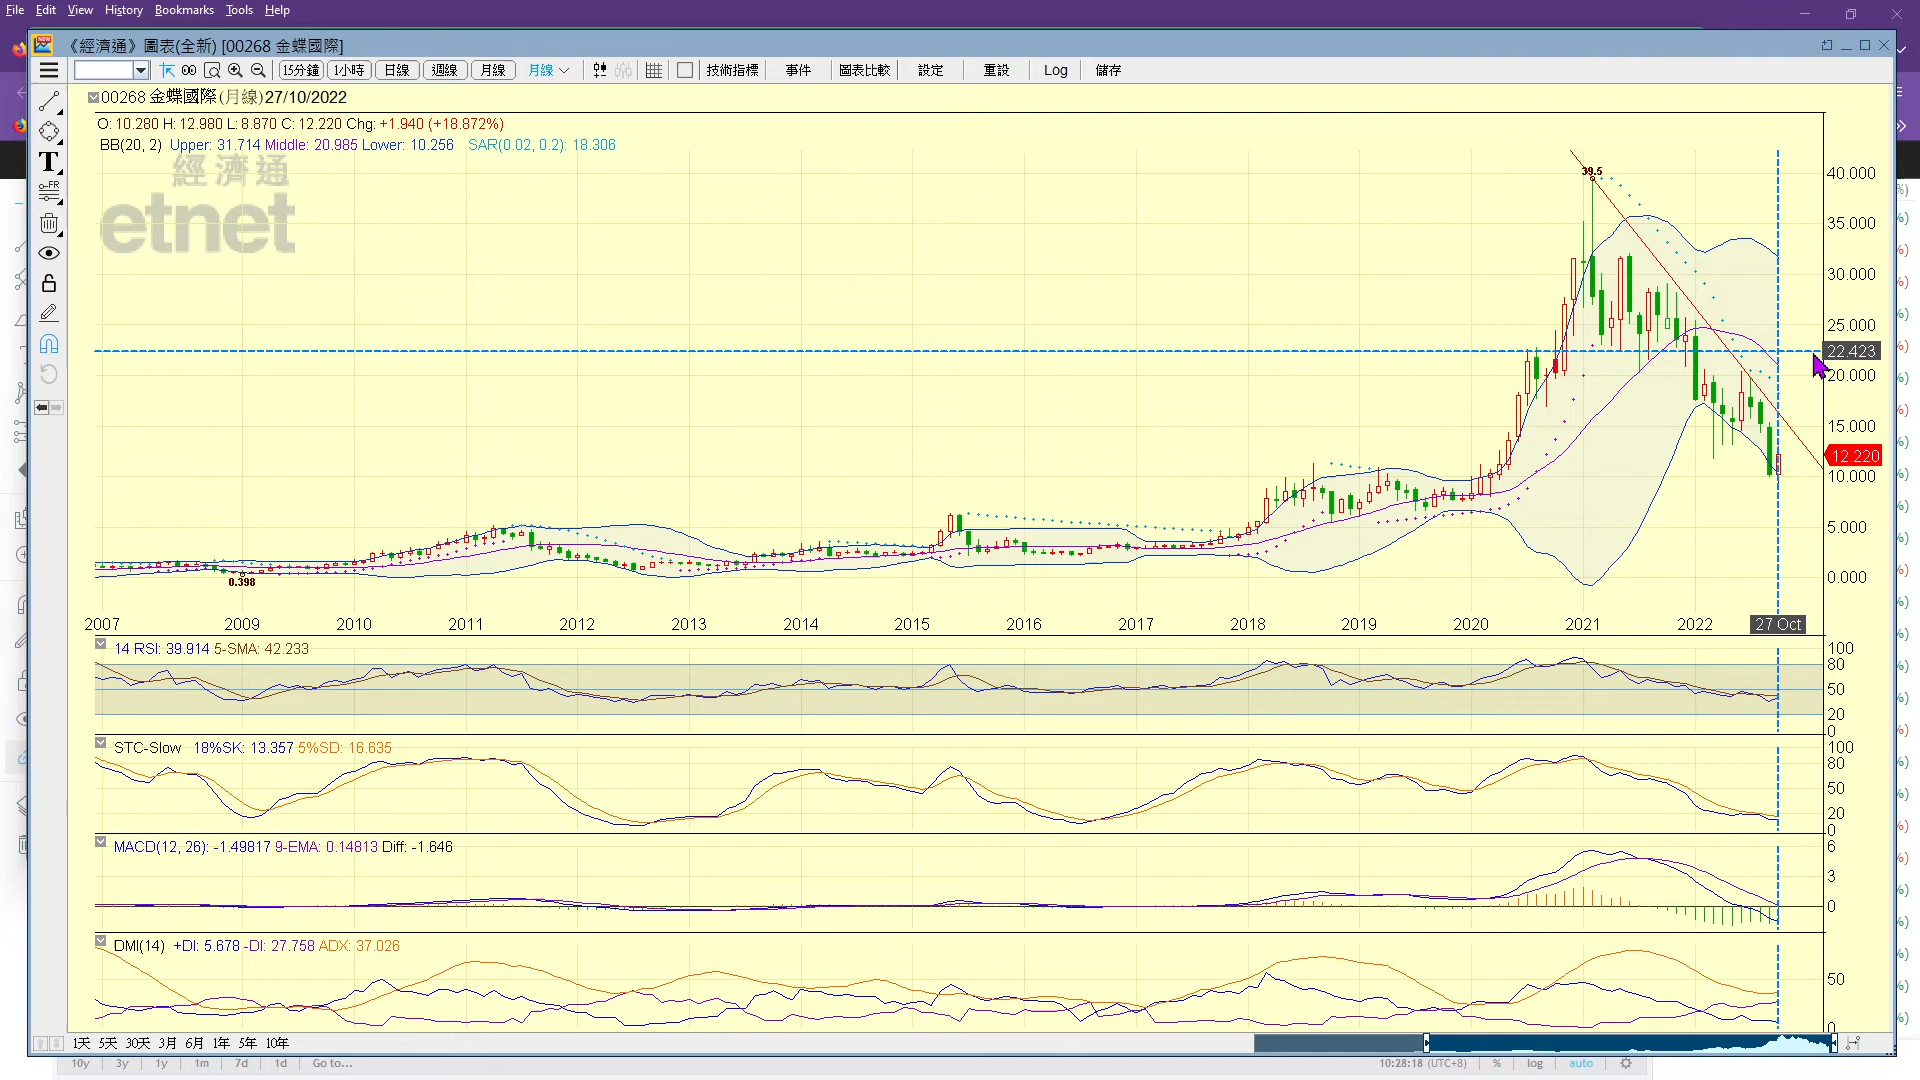 File Edit View History Bookmarks Tools Help
《經濟通》圖表(全新) [00268 金蝶國際]
15分鐘 1小時 日線 週線 月線 月線 技術指標 事件 圖表比較 設定 重設 Log 儲存
00268 金蝶國際(月線)27/10/2022
O: 10.280 H: 12.980 L: 8.870 C: 12.220 Chg: +1.940 (+18.872%)
BB(20, 2) Upper: 31.714 Middle: 20.985 Lower: 10.256 SAR(0.02, 0.2): 18.306
經濟通
etnet
39.5
40.000
35.000
30.000
25.000
22.423
20.000
15.000
12.220
10.000
5.000
0.000
0.398
2007 2009 2010 2011 2012 2013 2014 2015 2016 2017 2018 2019 2020 2021 2022 27 Oct
14 RSI: 39.914 5-SMA: 42.233
100
80
50
20
0
STC-Slow 18%SK: 13.357 5%SD: 16.635
100
80
50
20
0
MACD(12, 26): -1.49817 9-EMA: 0.14813 Diff: -1.646
6
3
0
DMI(14) +DI: 5.678 -DI: 27.758 ADX: 37.026
50
0
1天 5天 30天 3月 6月 1年 5年 10年
10y 3y 1y 1m 7d 1d Go to... 10:28:18 (UTC+8) % log auto